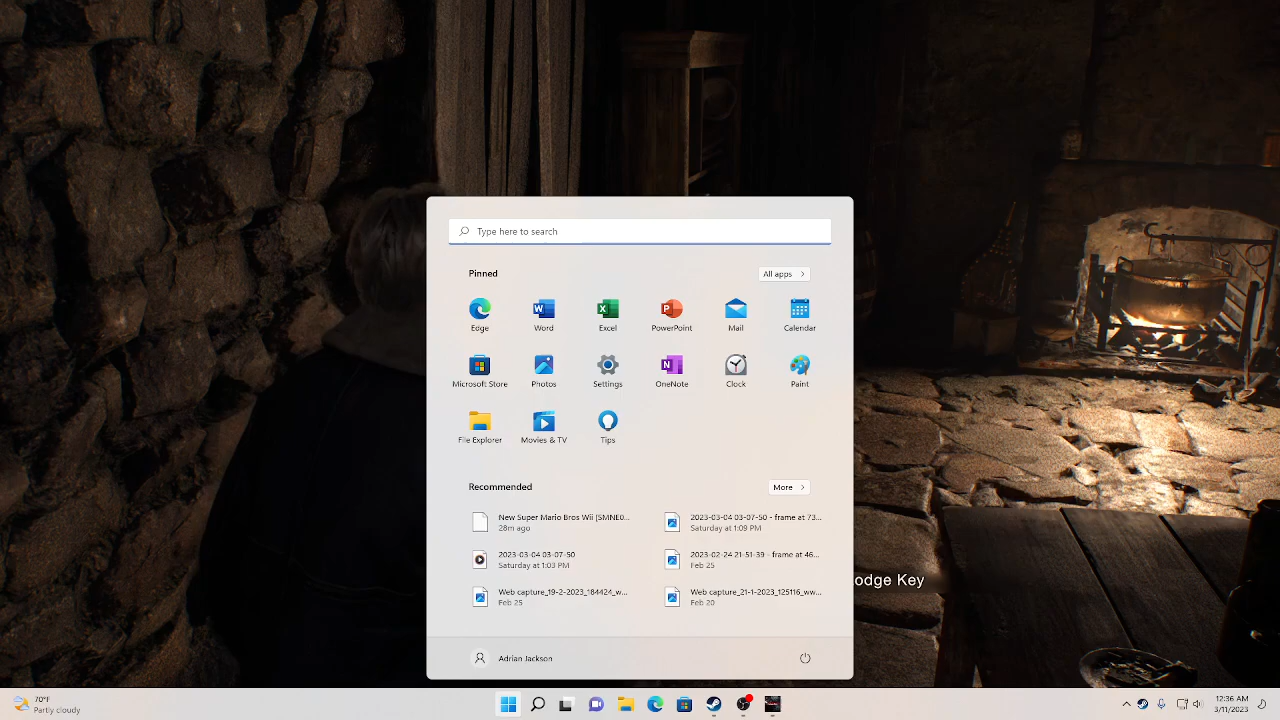 Type here to search
Pinned
All apps
Edge
Word
Excel
PowerPoint
Mail
Calendar
Microsoft Store
Photos
Settings
OneNote
Clock
Paint
File Explorer
Movies & TV
Tips
Recommended
More
New Super Mario Bros Wii [SMNE0...
28m ago
2023-03-04 03-07-50 - frame at 73...
Saturday at 1:09 PM
2023-03-04 03-07-50
Saturday at 1:03 PM
2023-02-24 21-51-39 - frame at 46...
Feb 25
Web capture_19-2-2023_184424_w...
Feb 25
Web capture_21-1-2023_125116_ww...
Feb 20
odge Key
Adrian Jackson
70°F
Partly cloudy
12:36 AM
3/11/2023